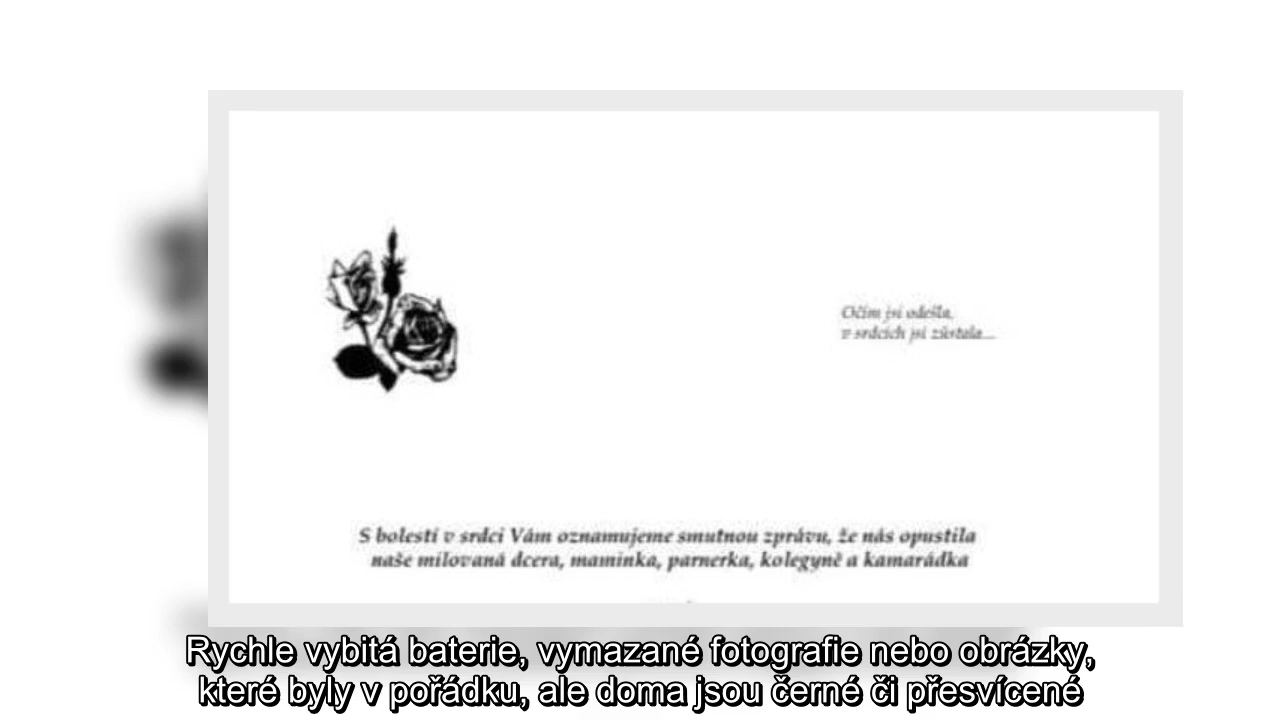 Očím jsi odešla,
v srdcích jsi zůstala...
S bolestí v srdci Vám oznamujeme smutnou zprávu, že nás opustila
naše milovaná dcera, maminka, parnerka, kolegyně a kamarádka
Rychle vybitá baterie, vymazané fotografie nebo obrázky,
které byly v pořádku, ale doma jsou černé či přesvícené